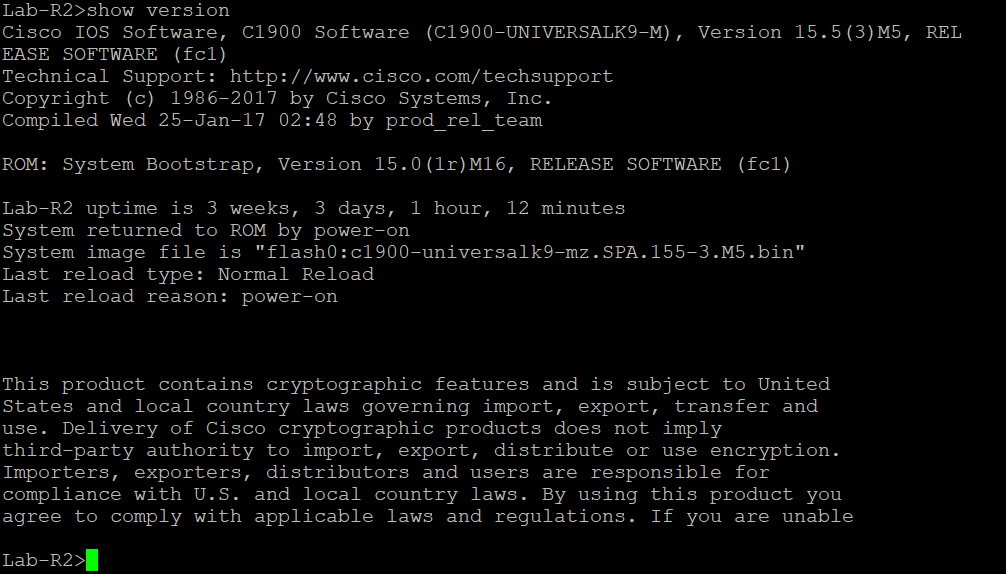 Lab-R2>show version
Cisco IOS Software, C1900 Software (C1900-UNIVERSALK9-M), Version 15.5(3)M5, REL
EASE SOFTWARE (fc1)
Technical Support: http://www.cisco.com/techsupport
Copyright (c) 1986-2017 by Cisco Systems, Inc.
Compiled Wed 25-Jan-17 02:48 by prod_rel_team
ROM: System Bootstrap, Version 15.0(1r)M16, RELEASE SOFTWARE (fc1)
Lab-R2 uptime is 3 weeks, 3 days, 1 hour, 12 minutes
System returned to ROM by power-on
System image file is "flash0:c1900-universalk9-mz.SPA.155-3.M5.bin"
Last reload type: Normal Reload
Last reload reason: power-on
This product contains cryptographic features and is subject to United
States and local country laws governing import, export, transfer and
use. Delivery of Cisco cryptographic products does not imply
third-party authority to import, export, distribute or use encryption.
Importers, exporters, distributors and users are responsible for
compliance with U.S. and local country laws. By using this product you
agree to comply with applicable laws and regulations. If you are unable
Lab-R2>